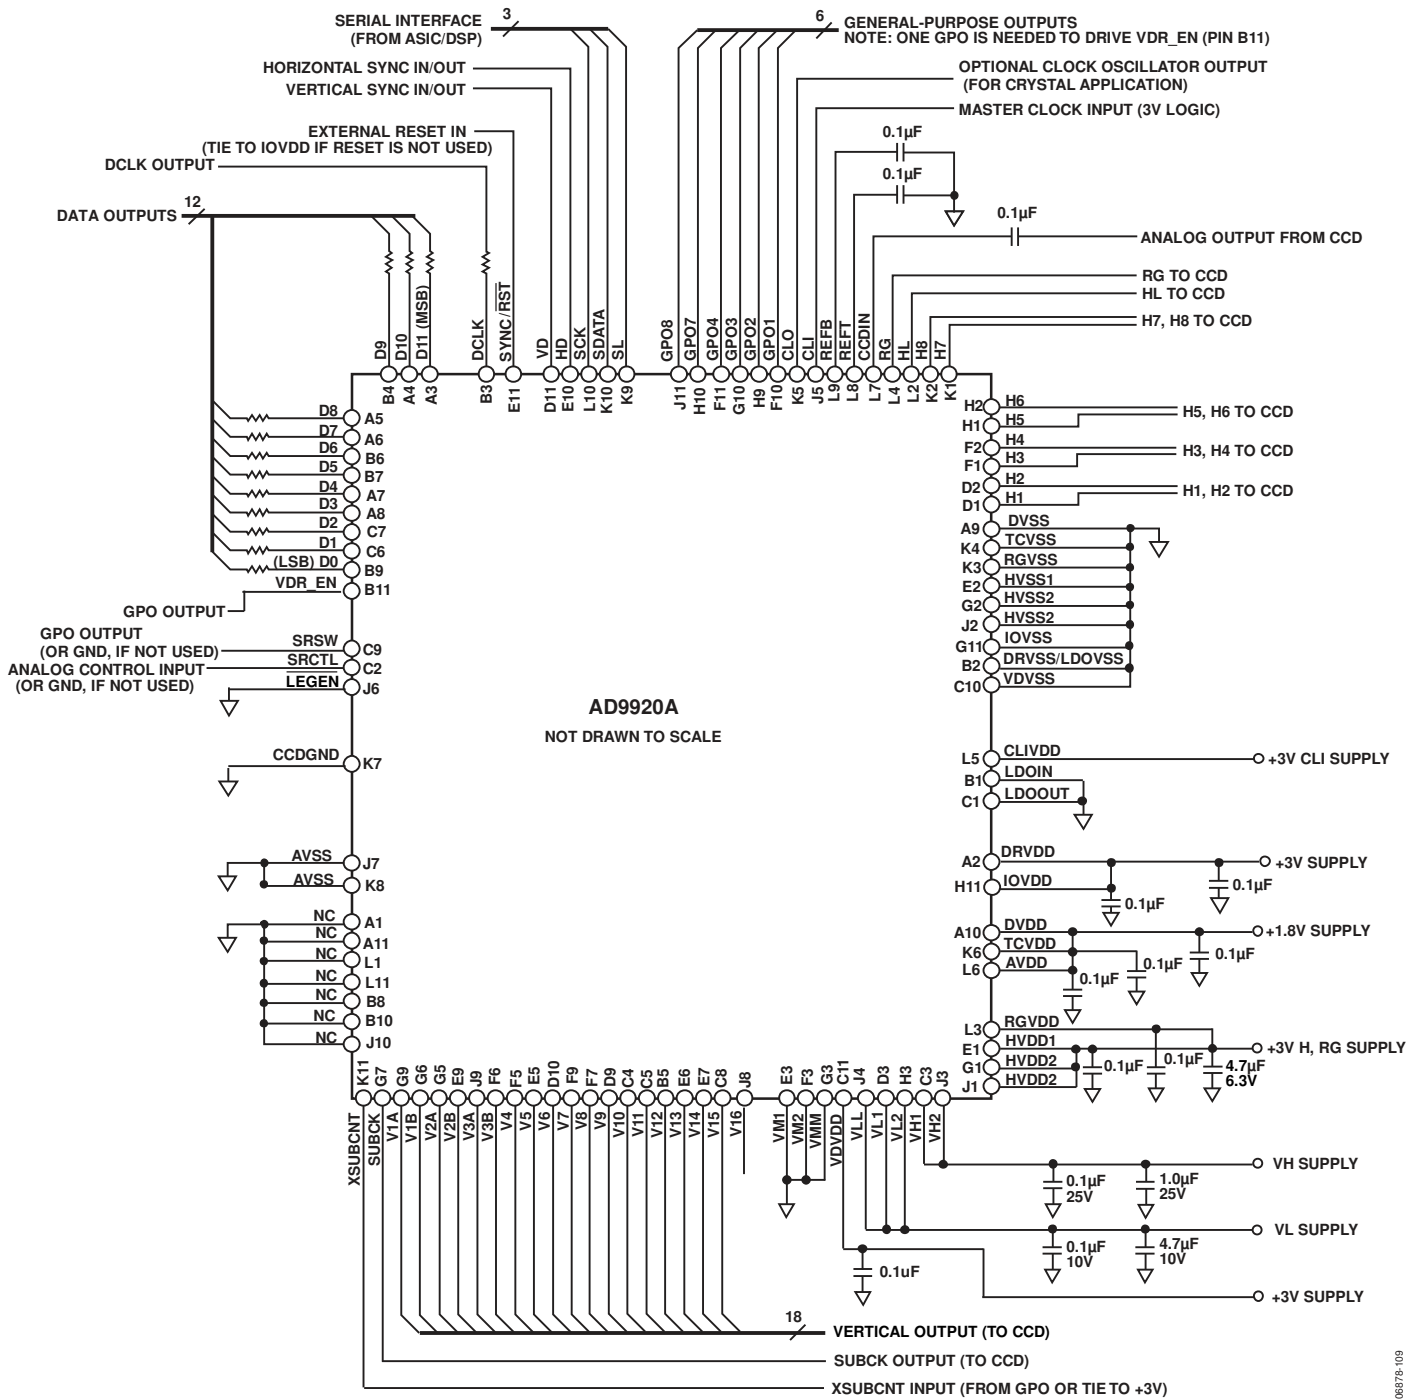 SERIAL INTERFACE
(FROM ASIC/DSP)
3
6
GENERAL-PURPOSE OUTPUTS
NOTE: ONE GPO IS NEEDED TO DRIVE VDR_EN (PIN B11)
HORIZONTAL SYNC IN/OUT
VERTICAL SYNC IN/OUT
OPTIONAL CLOCK OSCILLATOR OUTPUT
(FOR CRYSTAL APPLICATION)
MASTER CLOCK INPUT (3V LOGIC)
EXTERNAL RESET IN
(TIE TO IOVDD IF RESET IS NOT USED)
DCLK OUTPUT
0.1µF
0.1µF
DATA OUTPUTS
12
0.1µF
ANALOG OUTPUT FROM CCD
RG TO CCD
HL TO CCD
H7, H8 TO CCD
D9
D10
D11 (MSB)
DCLK
SYNC/RST
VD
HD
SCK
SDATA
SL
GPO8
GPO7
GPO4
GPO3
GPO2
GPO1
CLO
CLI
REFB
REFT
CCDIN
RG
HL
H8
H7
B4
A4
A3
B3
E11
D11
E10
L10
K10
K9
J11
H10
F11
G10
H9
F10
K5
J5
L9
L8
L7
L4
L2
K2
K1
D8 A5
D7 A6
D6 B6
D5 B7
D4 A7
D3 A8
D2 C7
D1 C6
(LSB) D0 B9
VDR_EN B11
GPO OUTPUT
GPO OUTPUT
(OR GND, IF NOT USED)
SRSW C9
ANALOG CONTROL INPUT
(OR GND, IF NOT USED)
SRCTL C2
LEGEN J6
CCDGND K7
AVSS J7
AVSS K8
NC A1
NC A11
NC L1
NC L11
NC B8
NC B10
NC J10
AD9920A
NOT DRAWN TO SCALE
H2 H6
H1 H5
H5, H6 TO CCD
F2 H4
F1 H3
H3, H4 TO CCD
D2 H2
D1 H1
H1, H2 TO CCD
A9 DVSS
K4 TCVSS
K3 RGVSS
E2 HVSS1
G2 HVSS2
J2 HVSS2
G11 IOVSS
B2 DRVSS/LDOVSS
C10 VDVSS
L5 CLIVDD
+3V CLI SUPPLY
B1 LDOIN
C1 LDOOUT
A2 DRVDD
+3V SUPPLY
H11 IOVDD
0.1µF
0.1µF
A10 DVDD
+1.8V SUPPLY
K6 TCVDD
L6 AVDD
0.1µF
0.1µF
0.1µF
L3 RGVDD
E1 HVDD1
+3V H, RG SUPPLY
G1 HVDD2
J1 HVDD2
0.1µF
0.1µF
4.7µF
6.3V
K11
G7
G9
G6
G5
E9
J9
F6
F5
E5
D10
F9
F7
D9
C4
C5
B5
E6
E7
C8
J8
E3
F3
G3
C11
J4
D3
H3
C3
J3
XSUBCNT
SUBCK
V1A
V1B
V2A
V2B
V3A
V3B
V4
V5
V6
V7
V8
V9
V10
V11
V12
V13
V14
V15
V16
VM1
VM2
VMM
VDVDD
VLL
VL1
VL2
VH1
VH2
VH SUPPLY
0.1µF
25V
1.0µF
25V
VL SUPPLY
0.1µF
10V
4.7µF
10V
0.1uF
+3V SUPPLY
18
VERTICAL OUTPUT (TO CCD)
SUBCK OUTPUT (TO CCD)
XSUBCNT INPUT (FROM GPO OR TIE TO +3V)
06878-109